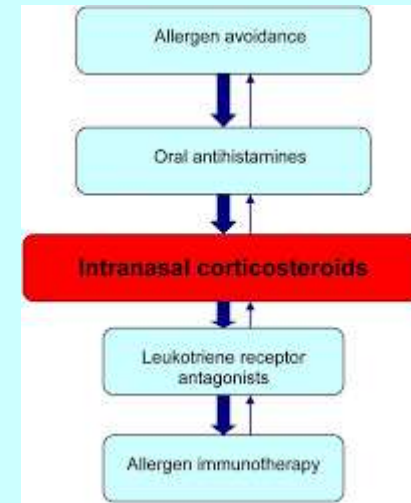 Allergen avoidance
Oral antihistamines
Intranasal corticosteroids
Leukotriene receptor
antagonists
Allergen immunotherapy